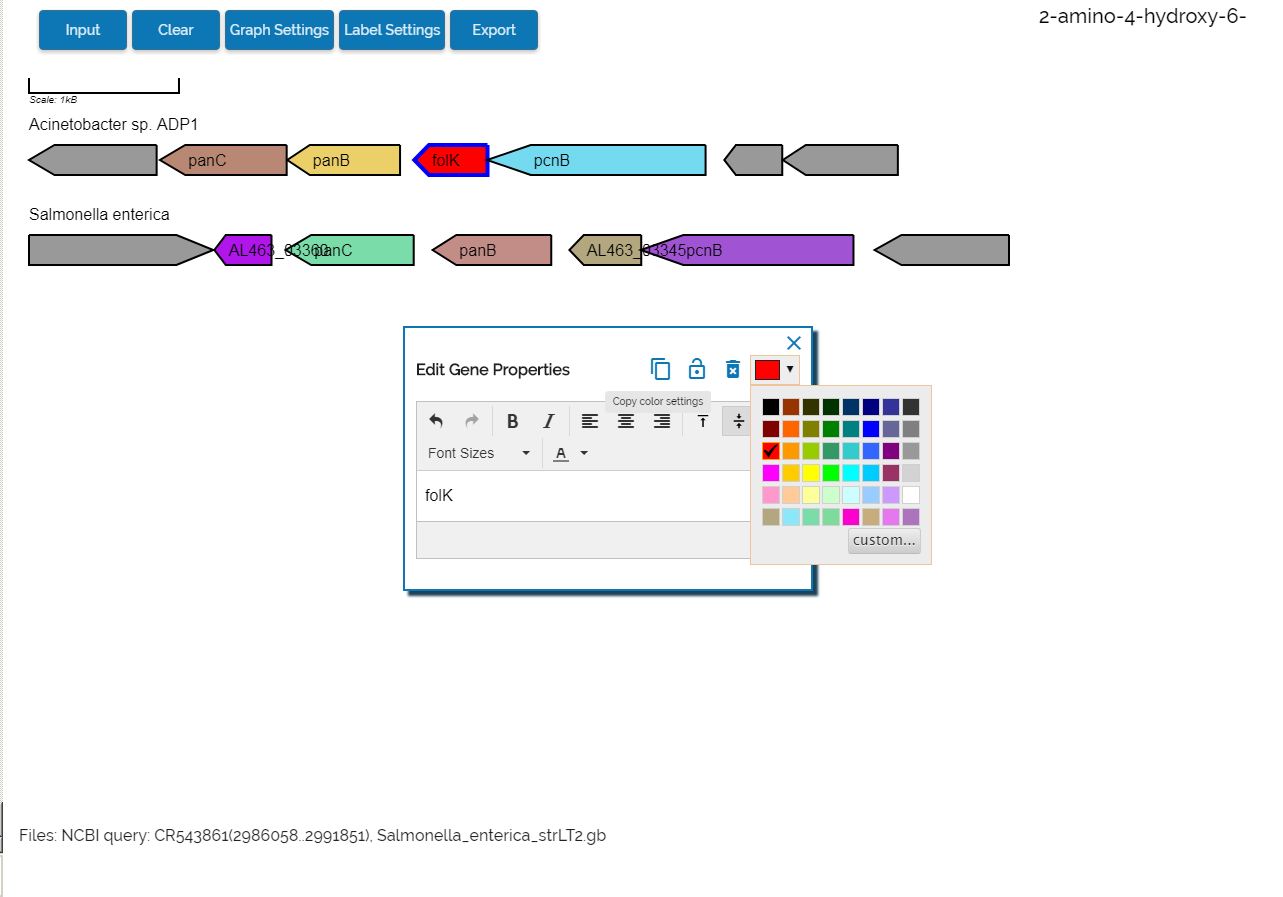 Input Clear Graph Settings Label Settings Export
2-amino-4-hydroxy-6-
Scale: 1kB
Acinetobacter sp. ADP1
panC panB folK pcnB
Salmonella enterica
AL463_03360 panC panB AL463_03345 pcnB
Edit Gene Properties
Copy color settings
B I
Font Sizes A
folK
custom...
Files: NCBI query: CR543861(2986058..2991851), Salmonella_enterica_strLT2.gb